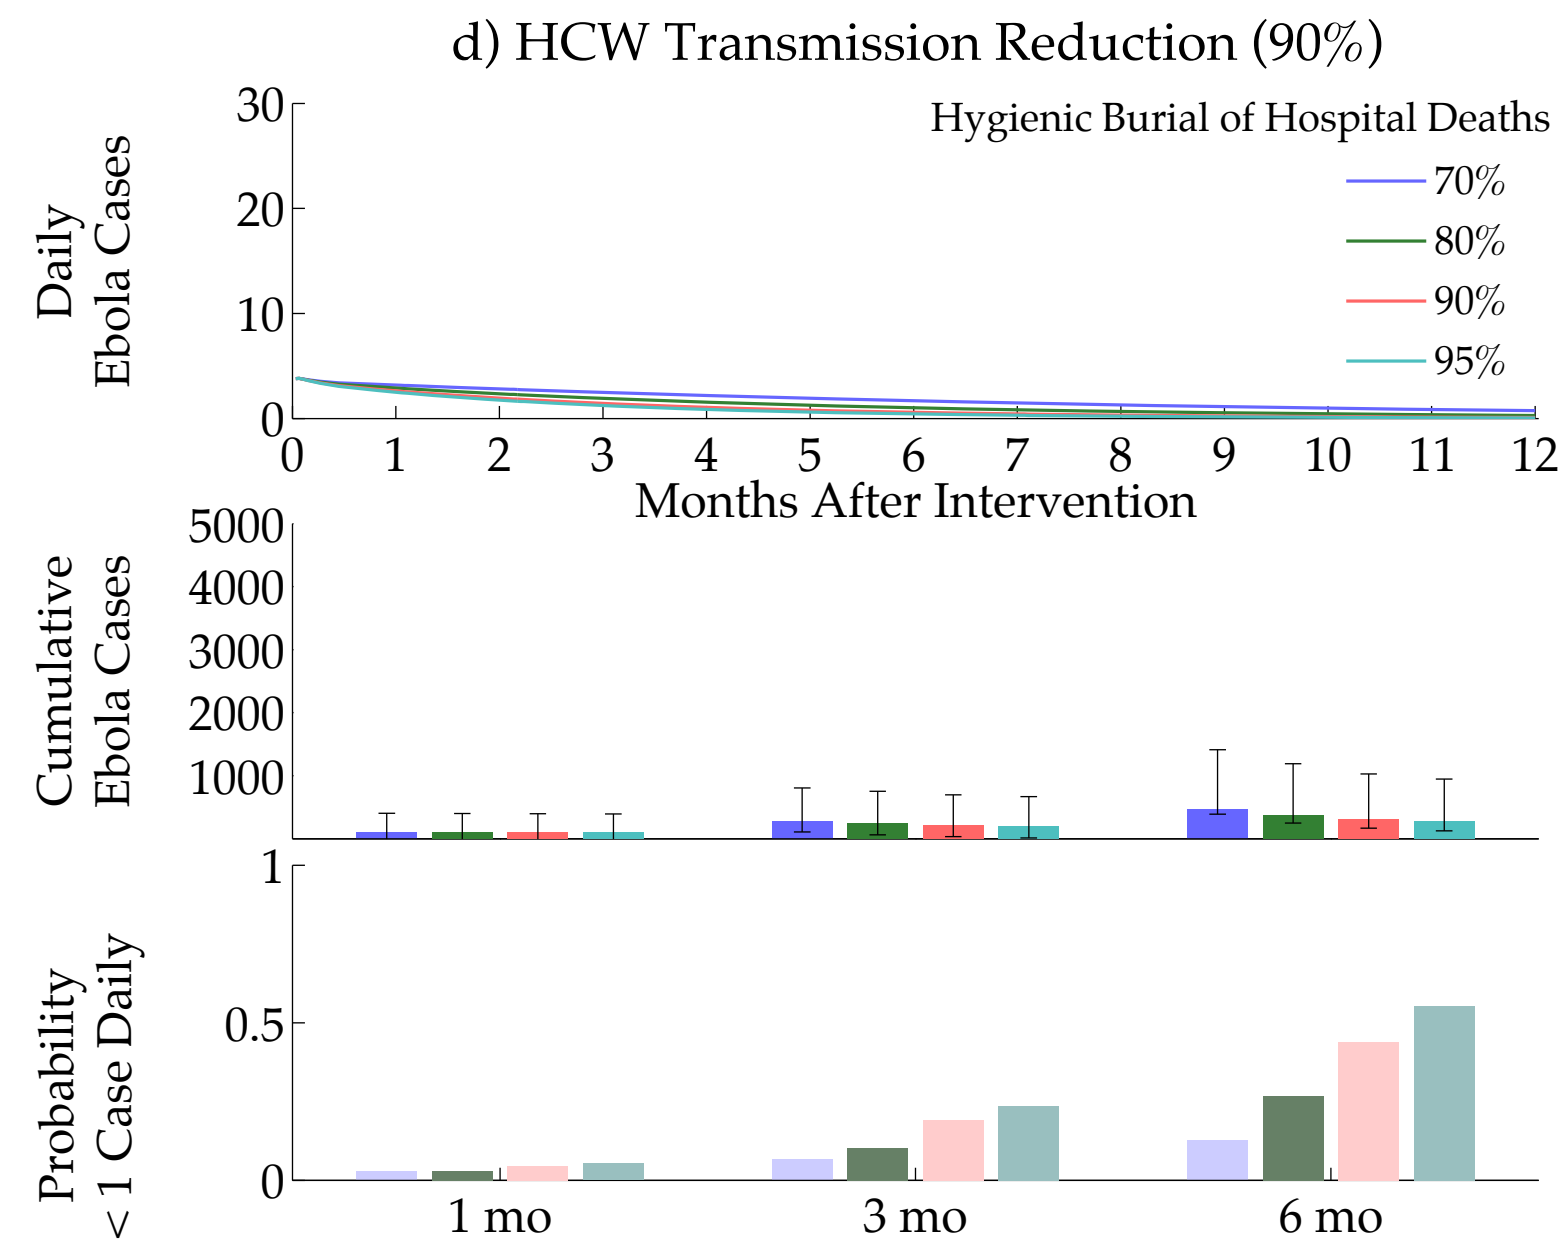 d) HCW Transmission Reduction (90%)
Daily
Ebola Cases
30
20
10
0
Hygienic Burial of Hospital Deaths
70%
80%
90%
95%
0 1 2 3 4 5 6 7 8 9 10 11 12
Months After Intervention
Cumulative
Ebola Cases
5000
4000
3000
2000
1000
Probability
< 1 Case Daily
1
0.5
0
1 mo 3 mo 6 mo